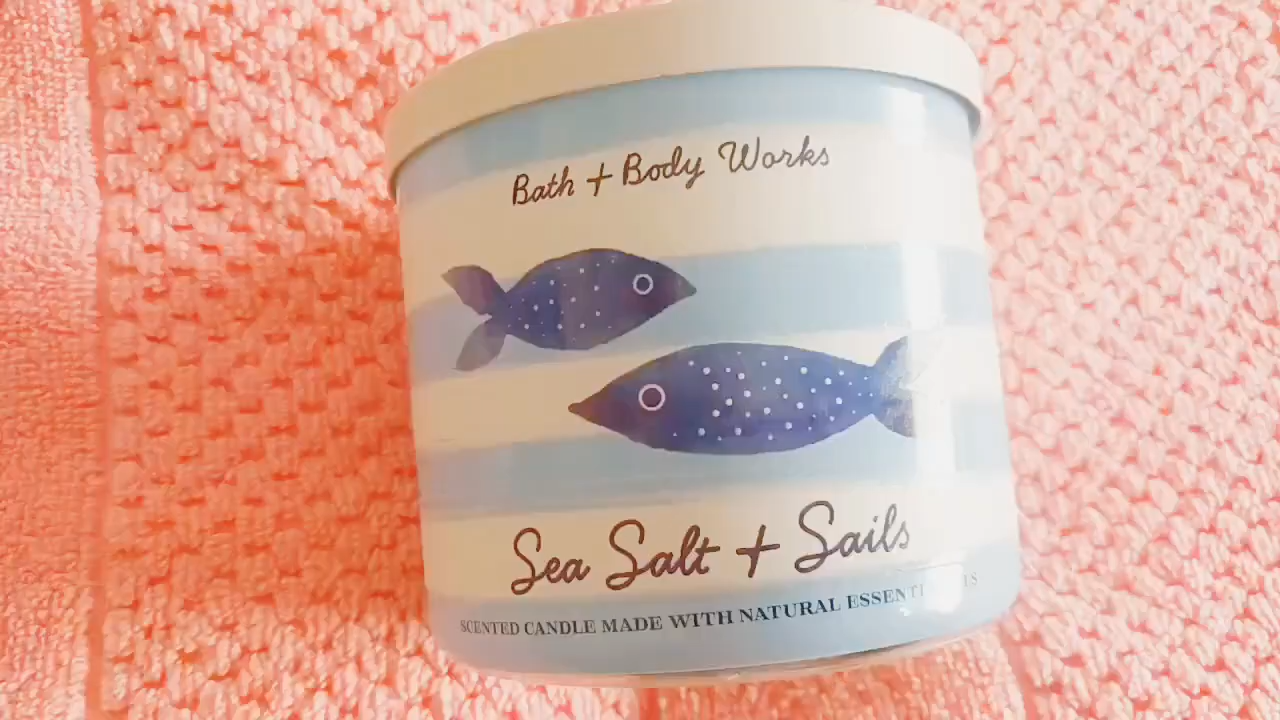 Bath + Body Works
Sea Salt + Sails
SCENTED CANDLE MADE WITH NATURAL